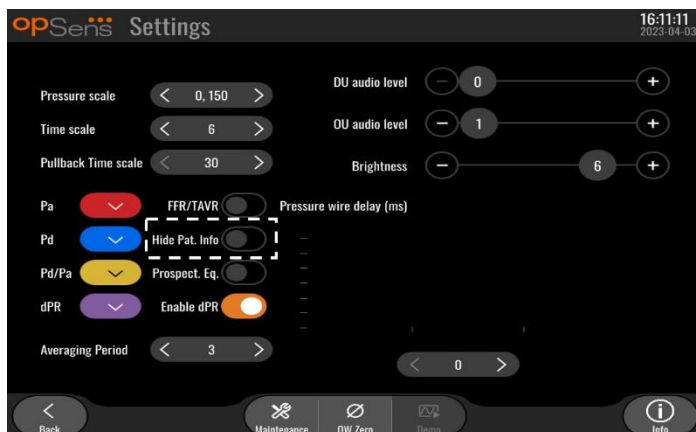 opSens Settings
16:11:11
2023-04-03
Pressure scale < 0, 150 >
Time scale < 6 >
Pullback Time scale < 30 >
DU audio level − 0 +
OU audio level − 1 +
Brightness − 6 +
Pa FFR/TAVR Pressure wire delay (ms)
Pd Hide Pat. Info
Pd/Pa Prospect. Eq.
dPR Enable dPR
Averaging Period < 3 >
< 0 >
Back Maintenance OW Zero Demo Info